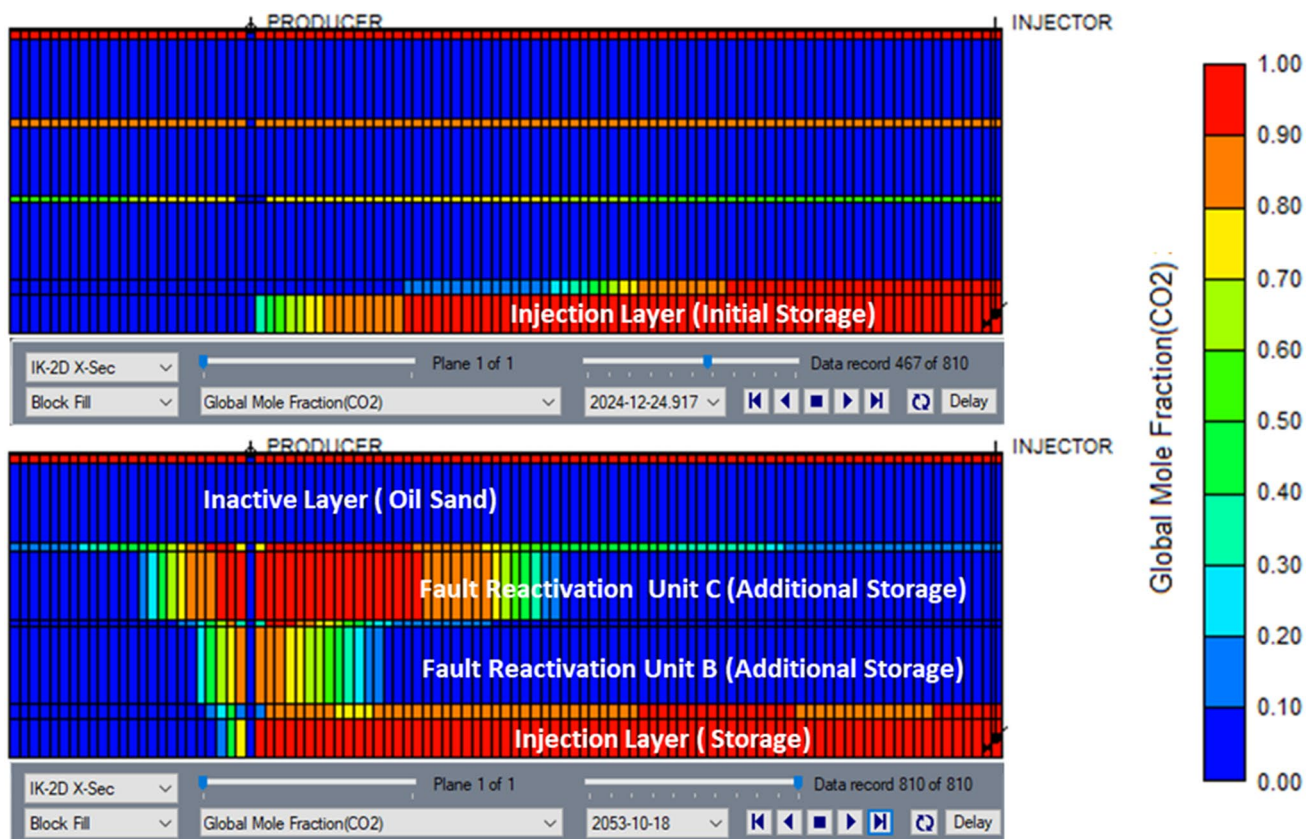 PRODUCER
INJECTOR
Injection Layer (Initial Storage)
IK-2D X-Sec
Plane 1 of 1
Data record 467 of 810
Block Fill
Global Mole Fraction(CO2)
2024-12-24.917
Delay
PRODUCER
INJECTOR
Inactive Layer ( Oil Sand)
Fault Reactivation Unit C (Additional Storage)
Fault Reactivation Unit B (Additional Storage)
Injection Layer ( Storage)
IK-2D X-Sec
Plane 1 of 1
Data record 810 of 810
Block Fill
Global Mole Fraction(CO2)
2053-10-18
Delay
Global Mole Fraction(CO2)
1.00
0.90
0.80
0.70
0.60
0.50
0.40
0.30
0.20
0.10
0.00